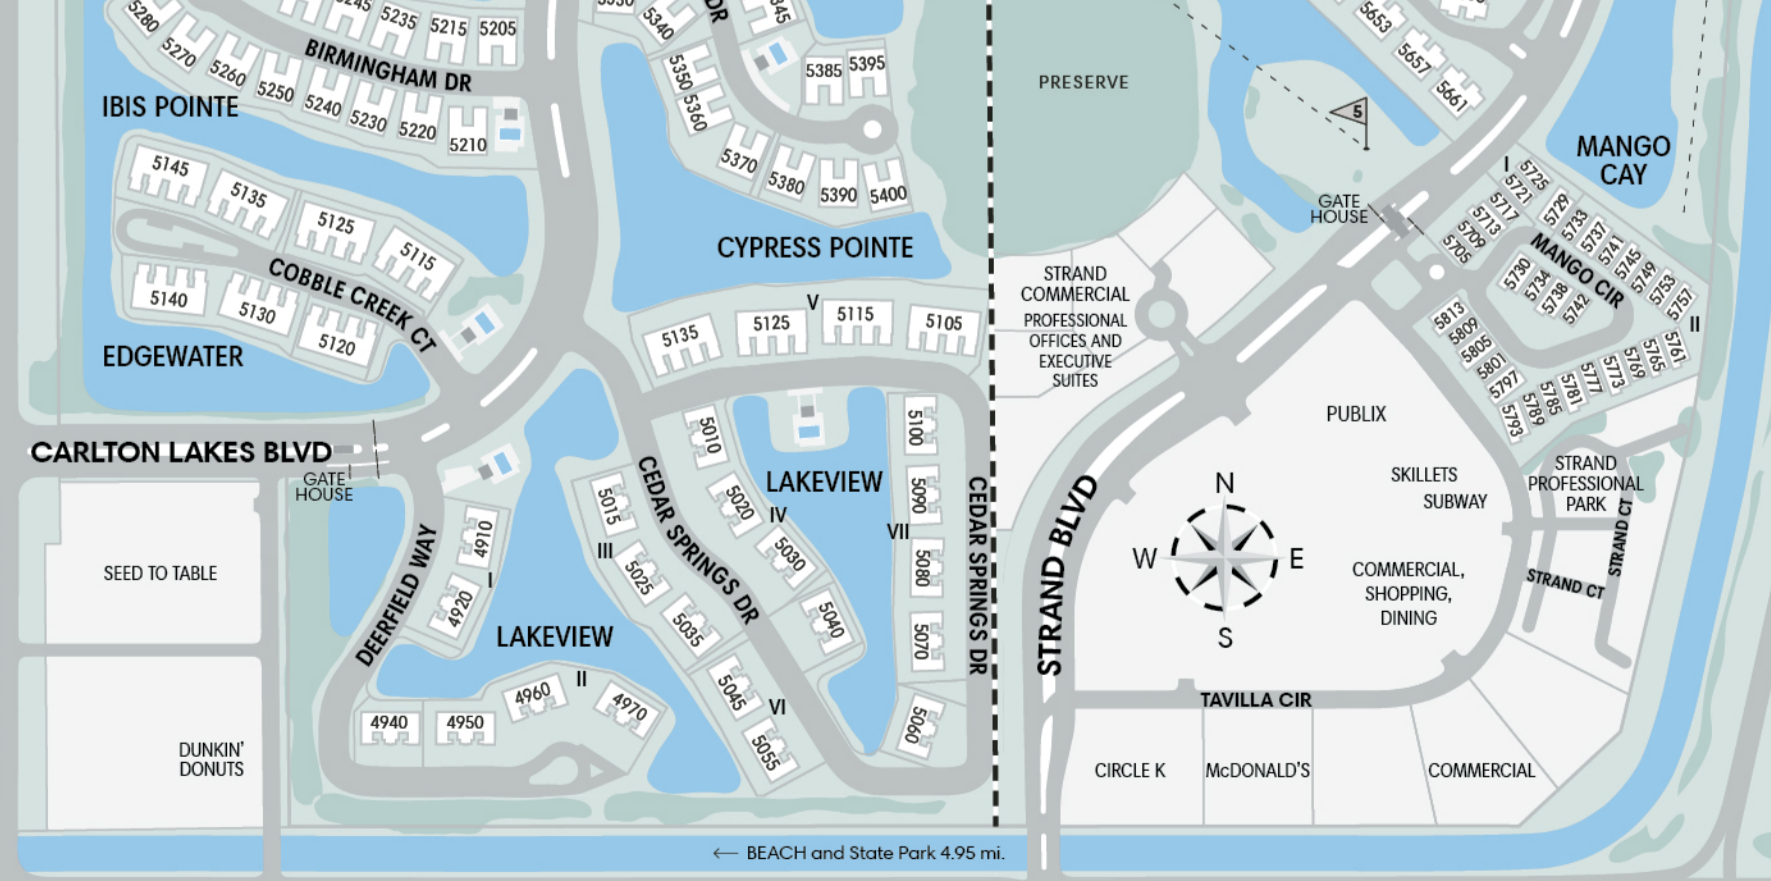 5280
5270
5260
5250
5240
5230
5220
5210
5245
5235
5215
5205
BIRMINGHAM DR
IBIS POINTE
5145
5135
5125
5115
COBBLE CREEK CT
5140
5130
5120
EDGEWATER
5340
DR
5350
5360
5370
5380
5390
5400
5385
5395
CYPRESS POINTE
V
5135
5125
5115
5105
PRESERVE
5
5653
5657
5661
MANGO
CAY
GATE
HOUSE
I
5725
5721
5717
5713
5709
5705
5729
5733
5737
5741
5745
5749
5753
5757
MANGO CIR
5730
5734
5738
5742
II
5813
5809
5805
5801
5797
5793
5789
5785
5781
5777
5773
5769
5765
5761
STRAND
COMMERCIAL
PROFESSIONAL
OFFICES AND
EXECUTIVE
SUITES
CARLTON LAKES BLVD
GATE
HOUSE
SEED TO TABLE
DUNKIN'
DONUTS
DEERFIELD WAY
4910
4920
I
LAKEVIEW
II
4940
4950
4960
4970
5015
III
5025
5035
5045
VI
5055
CEDAR SPRINGS DR
5010
5020
IV
5030
5040
LAKEVIEW
VII
5100
5090
5080
5070
5060
CEDAR SPRINGS DR
STRAND BLVD
N
W
E
S
PUBLIX
SKILLETS
SUBWAY
COMMERCIAL,
SHOPPING,
DINING
STRAND
PROFESSIONAL
PARK
STRAND CT
STRAND CT
TAVILLA CIR
CIRCLE K
McDONALD'S
COMMERCIAL
← BEACH and State Park 4.95 mi.